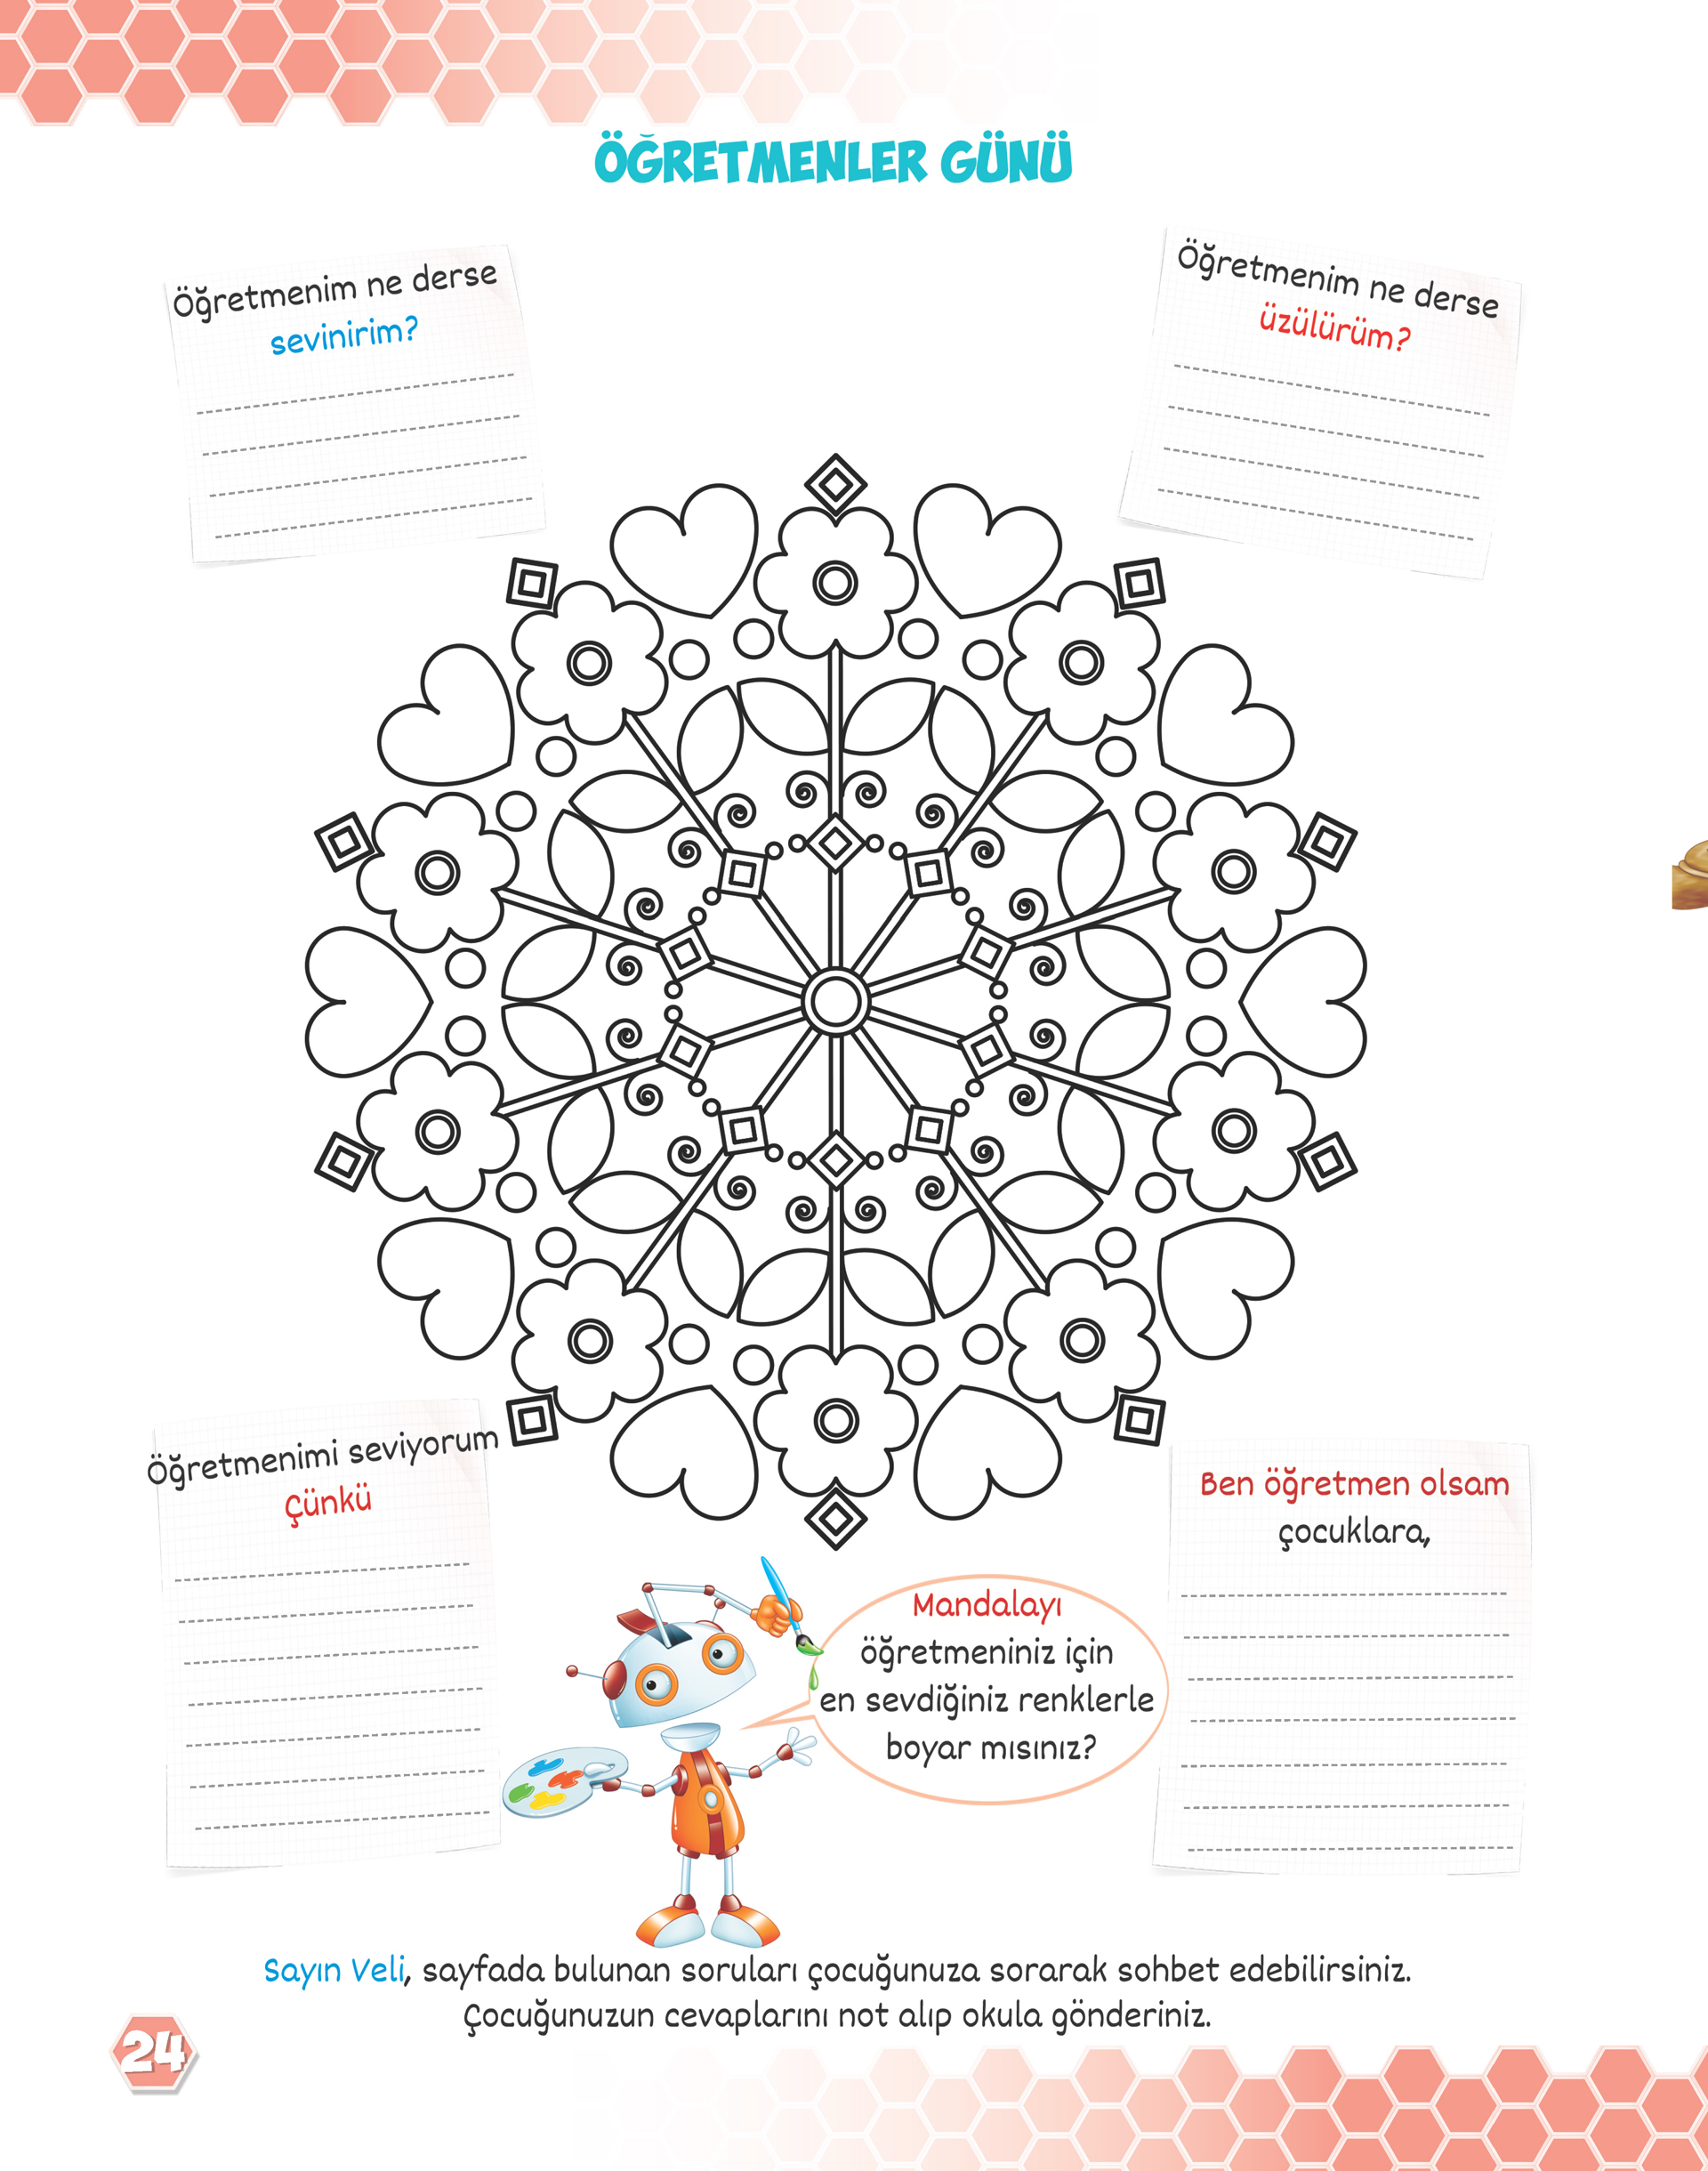 ÖĞRETMENLER GÜNÜ
Öğretmenim ne derse
sevinirim?
Öğretmenim ne derse
üzülürüm?
Öğretmenimi seviyorum
Çünkü
Ben öğretmen olsam
çocuklara,
Mandalayı
öğretmeniniz için
en sevdiğiniz renklerle
boyar mısınız?
Sayın Veli, sayfada bulunan soruları çocuğunuza sorarak sohbet edebilirsiniz.
Çocuğunuzun cevaplarını not alıp okula gönderiniz.
24